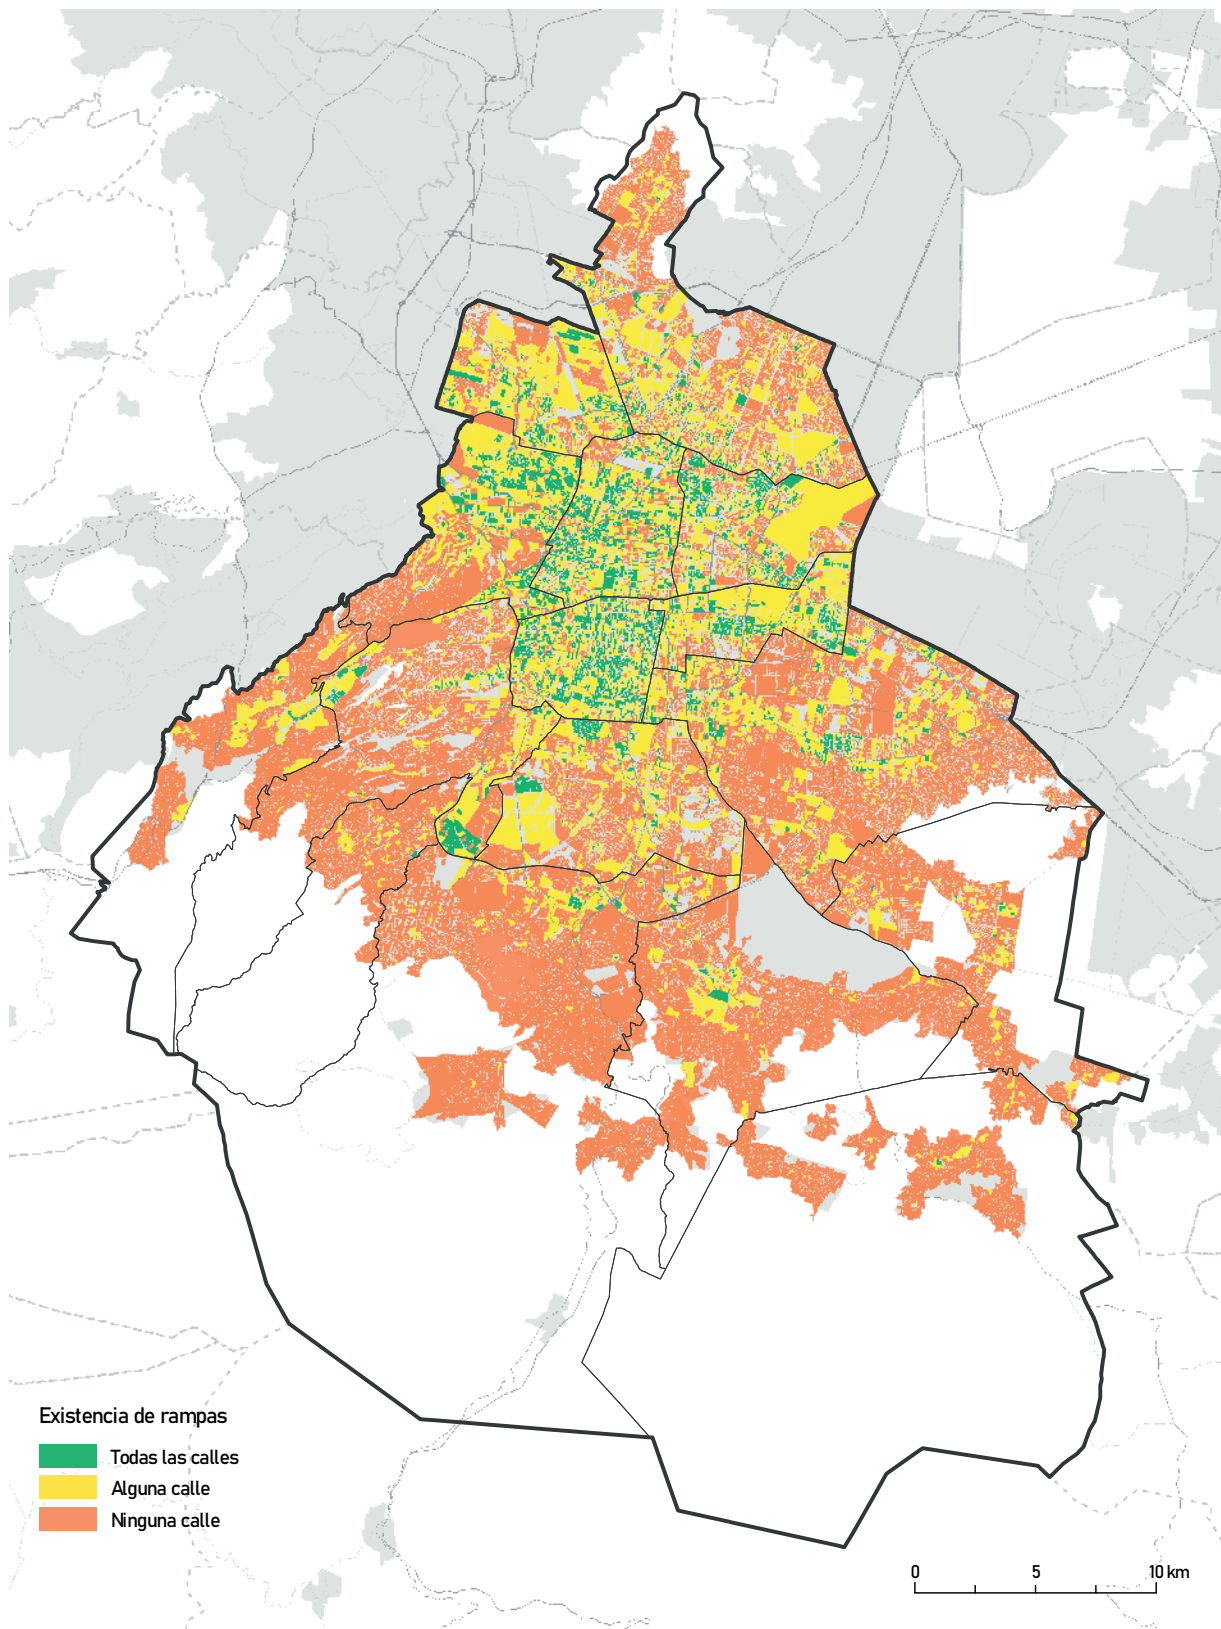 Existencia de rampas
Todas las calles
Alguna calle
Ninguna calle
0 5 10 km